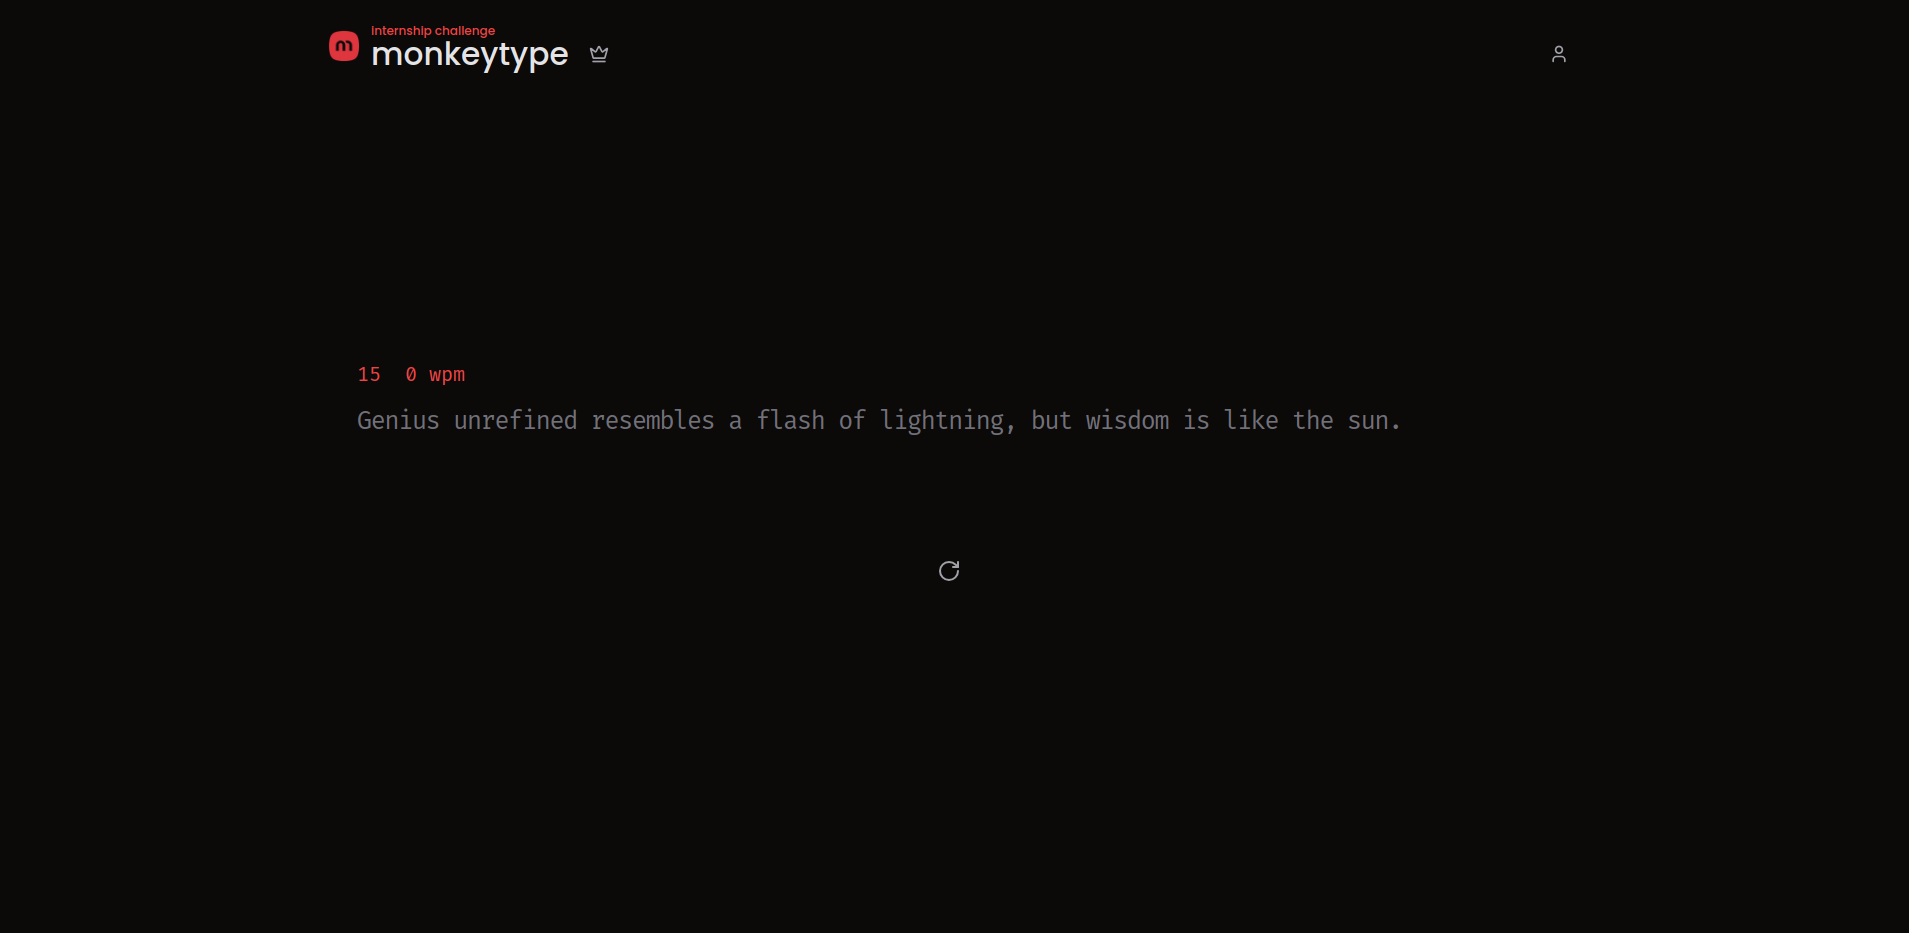 Internship challenge
m
monkeytype
15 0 wpm
Genius unrefined resembles a flash of lightning, but wisdom is like the sun.